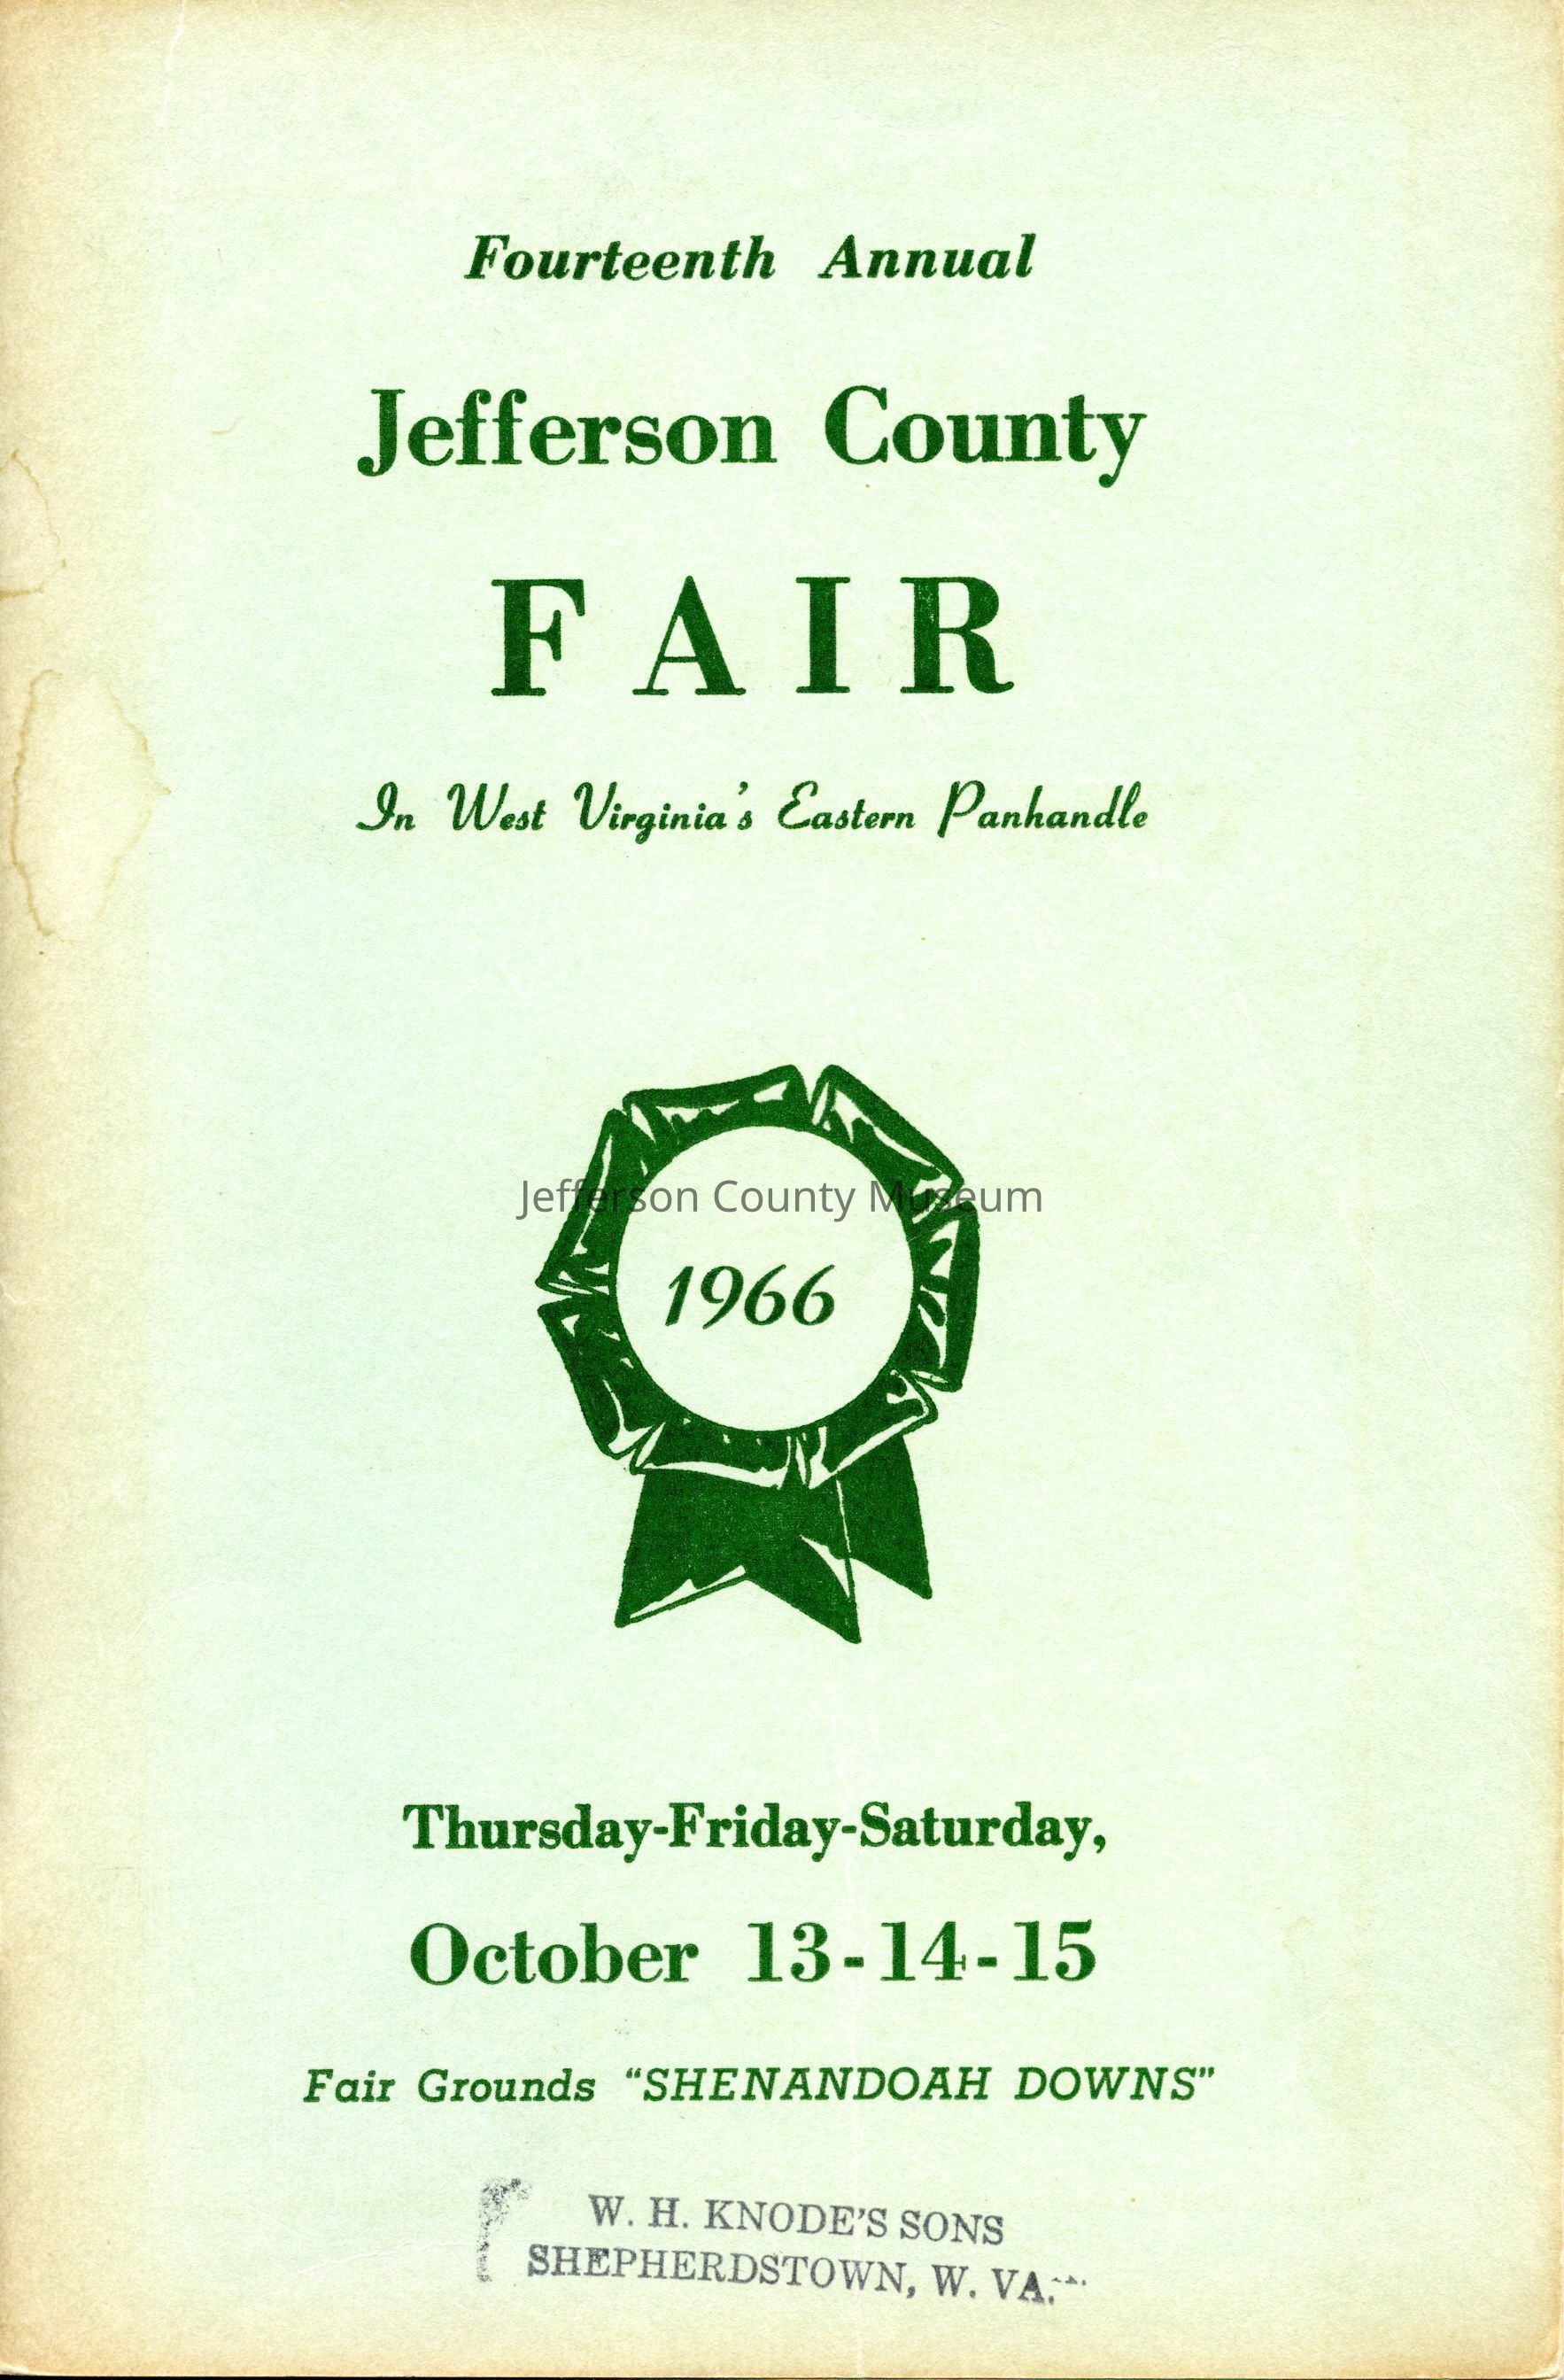 Fourteenth Annual
Jefferson County
FAIR
In West Virginia's Eastern Panhandle
Jefferson County Museum
1966
Thursday-Friday-Saturday,
October 13-14-15
Fair Grounds "SHENANDOAH DOWNS"
W. H. KNODE'S SONS
SHEPHERDSTOWN, W. VA.